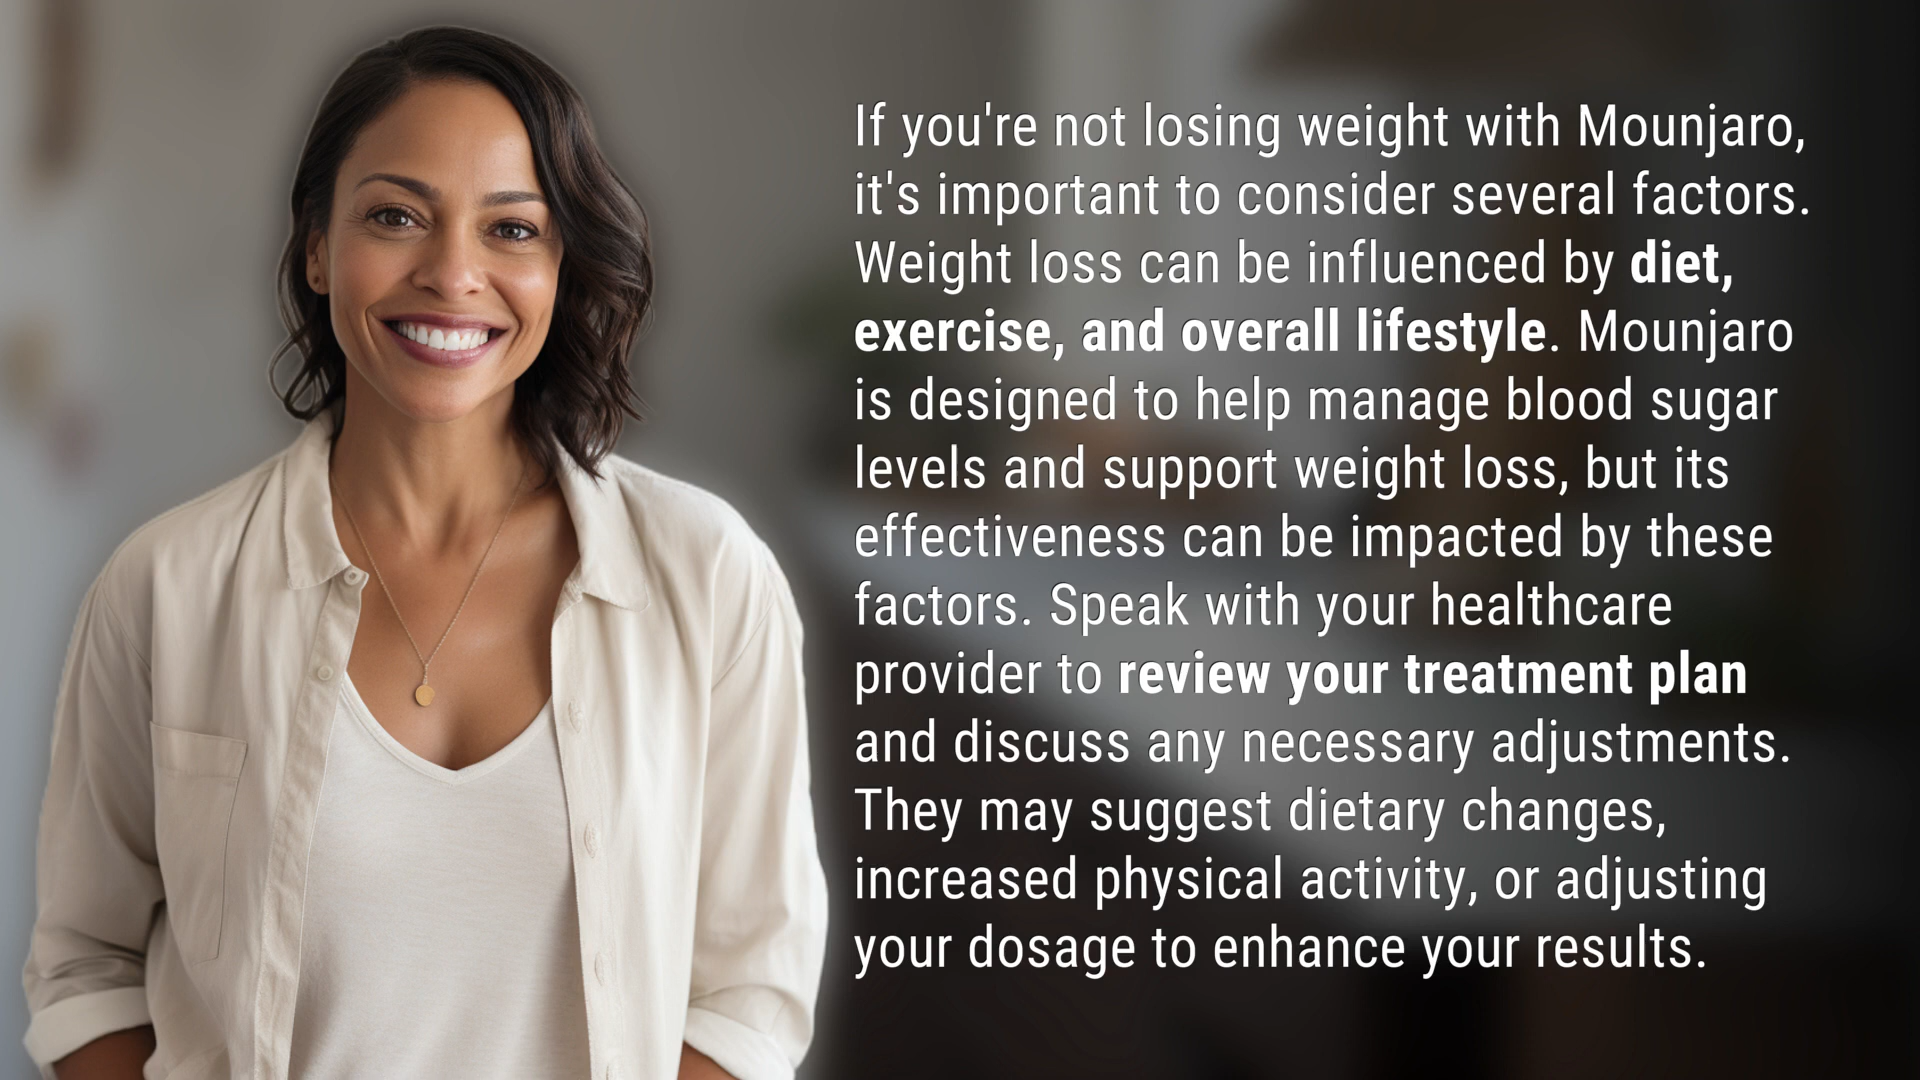 If you're not losing weight with Mounjaro,
it's important to consider several factors.
Weight loss can be influenced by diet,
exercise, and overall lifestyle. Mounjaro
is designed to help manage blood sugar
levels and support weight loss, but its
effectiveness can be impacted by these
factors. Speak with your healthcare
provider to review your treatment plan
and discuss any necessary adjustments.
They may suggest dietary changes,
increased physical activity, or adjusting
your dosage to enhance your results.